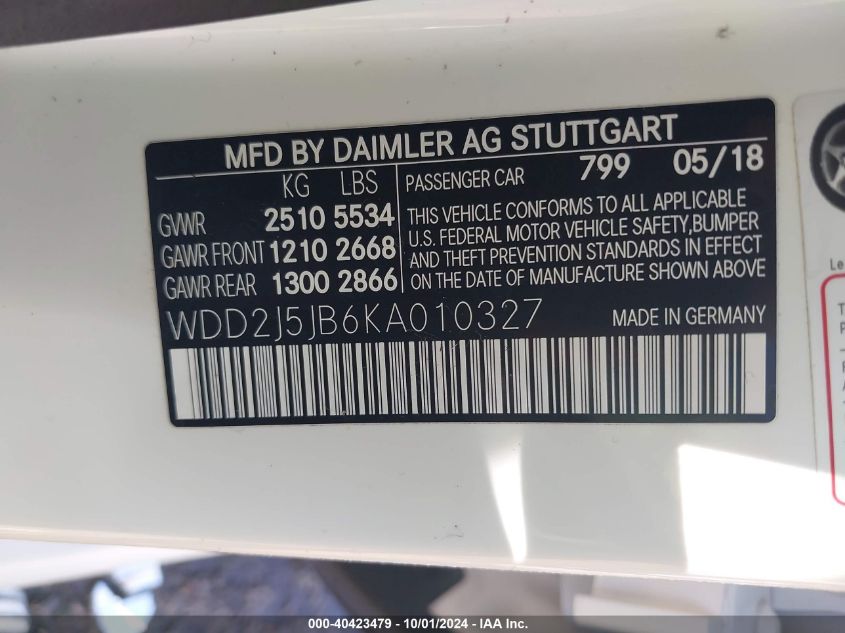 MFD BY DAIMLER AG STUTTGART
KG LBS
GVWR 2510 5534
GAWR FRONT 1210 2668
GAWR REAR 1300 2866
PASSENGER CAR 799 05/18
THIS VEHICLE CONFORMS TO ALL APPLICABLE
U.S. FEDERAL MOTOR VEHICLE SAFETY, BUMPER
AND THEFT PREVENTION STANDARDS IN EFFECT
ON THE DATE OF MANUFACTURE SHOWN ABOVE
WDD2J5JB6KA010327 MADE IN GERMANY
Le
000-40423479 - 10/01/2024 - IAA Inc.